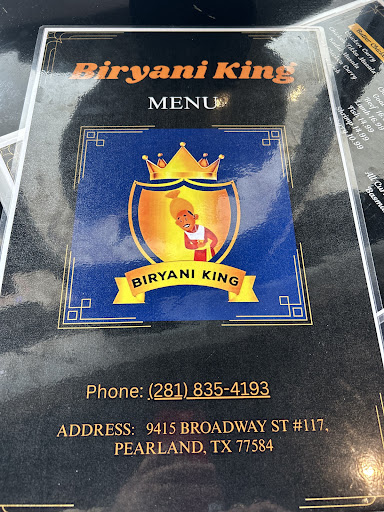 Biryani King
MENU
BIRYANI KING
Phone: (281) 835-4193
ADDRESS: 9415 BROADWAY ST #117,
PEARLAND, TX 77584